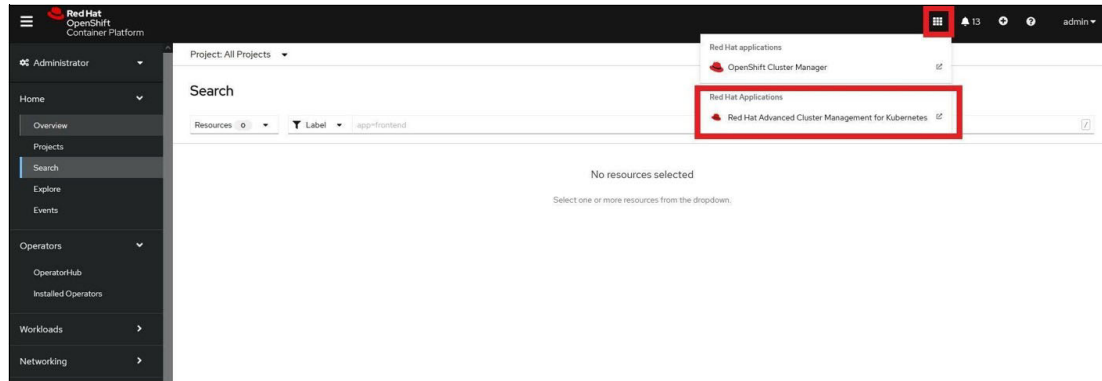 Red Hat
OpenShift
Container Platform
13
admin
Administrator
Home
Overview
Projects
Search
Explore
Events
Operators
OperatorHub
Installed Operators
Workloads
Networking
Project: All Projects
Search
Resources 0
Label
app=frontend
/
No resources selected
Select one or more resources from the dropdown.
Red Hat applications
OpenShift Cluster Manager
Red Hat Applications
Red Hat Advanced Cluster Management for Kubernetes